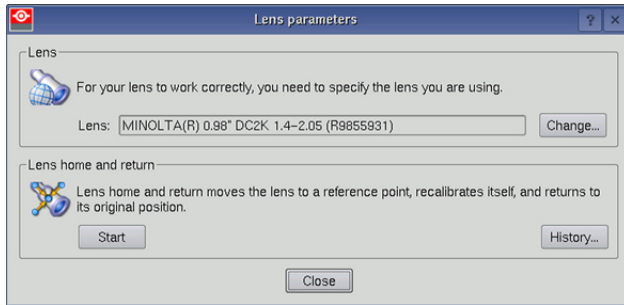 Lens parameters
Lens
For your lens to work correctly, you need to specify the lens you are using.
Lens: MINOLTA(R) 0.98" DC2K 1.4-2.05 (R9855931) Change...
Lens home and return
Lens home and return moves the lens to a reference point, recalibrates itself, and returns to
its original position.
Start History...
Close